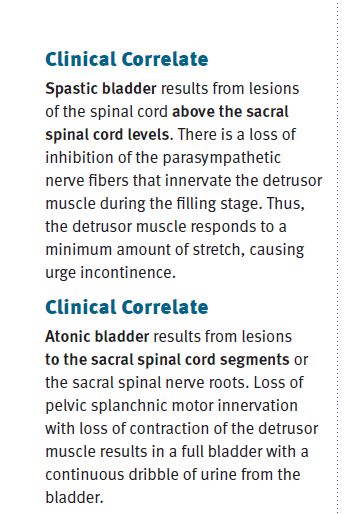 Clinical Correlate
Spastic bladder results from lesions
of the spinal cord above the sacral
spinal cord levels. There is a loss of
inhibition of the parasympathetic
nerve fibers that innervate the detrusor
muscle during the filling stage. Thus,
the detrusor muscle responds to a
minimum amount of stretch, causing
urge incontinence.
Clinical Correlate
Atonic bladder results from lesions
to the sacral spinal cord segments or
the sacral spinal nerve roots. Loss of
pelvic splanchnic motor innervation
with loss of contraction of the detrusor
muscle results in a full bladder with a
continuous dribble of urine from the
bladder.